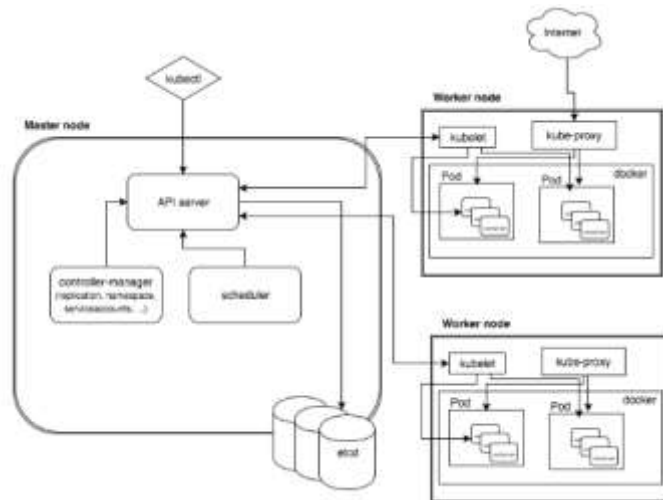 Internet
kubectl
Worker node
Master node
kubelet
kube-proxy
docker
Pod
Pod
API server
controller-manager
(replication, namespace,
serviceaccounts, ...)
scheduler
Worker node
kubelet
kube-proxy
docker
Pod
Pod
etcd